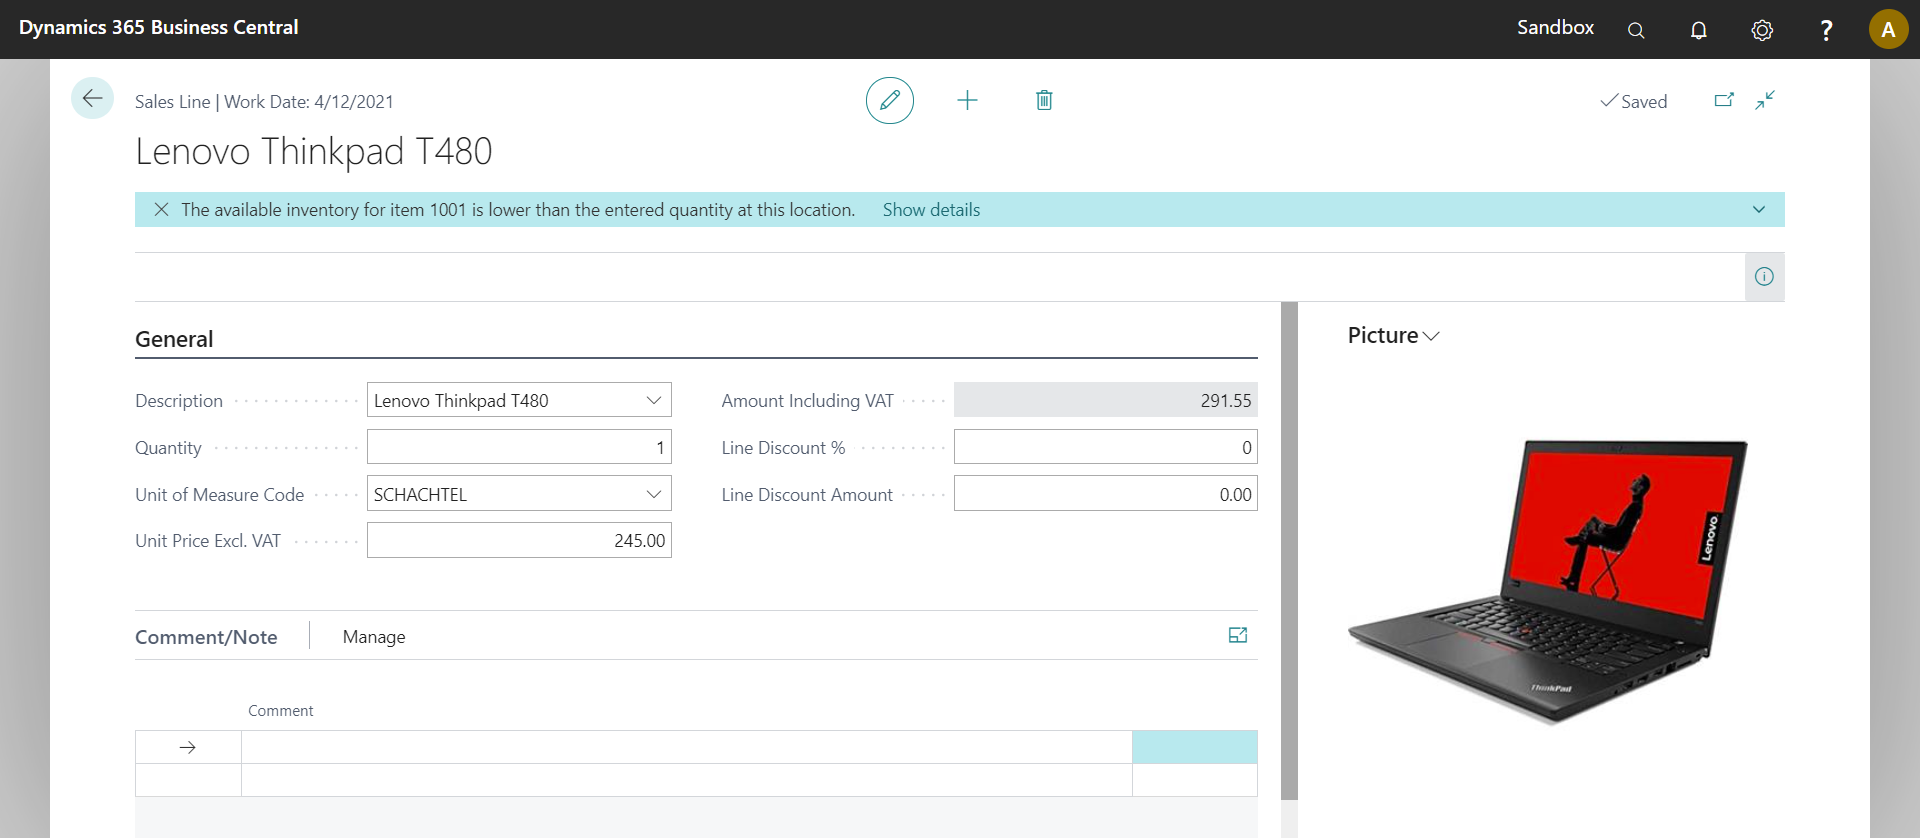 Dynamics 365 Business Central
Sandbox
?
A
Sales Line | Work Date: 4/12/2021
Saved
Lenovo Thinkpad T480
The available inventory for item 1001 is lower than the entered quantity at this location. Show details
General
Description Lenovo Thinkpad T480
Quantity 1
Unit of Measure Code SCHACHTEL
Unit Price Excl. VAT 245.00
Amount Including VAT 291.55
Line Discount % 0
Line Discount Amount 0.00
Comment/Note Manage
Comment
Picture
Lenovo
ThinkPad